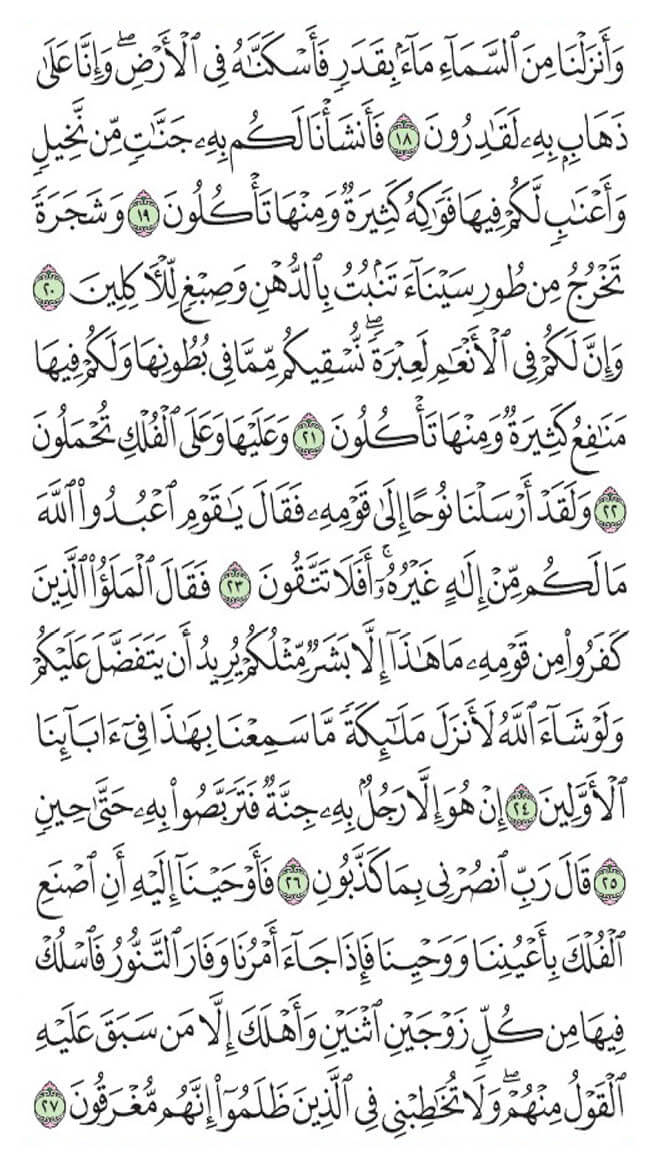 وَأَنزَلْنَا مِنَ ٱلسَّمَآءِ مَآءًۢ بِقَدَرٍ فَأَسْكَنَّـٰهُ فِى ٱلْأَرْضِ ۖ وَإِنَّا عَلَىٰ
ذَهَابٍۭ بِهِۦ لَقَـٰدِرُونَ ١٨ فَأَنشَأْنَا لَكُم بِهِۦ جَنَّـٰتٍ مِّن نَّخِيلٍ
وَأَعْنَـٰبٍ لَّكُمْ فِيهَا فَوَٰكِهُ كَثِيرَةٌ وَمِنْهَا تَأْكُلُونَ ١٩ وَشَجَرَةً
تَخْرُجُ مِن طُورِ سَيْنَآءَ تَنۢبُتُ بِٱلدُّهْنِ وَصِبْغٍ لِّلْـَٔاكِلِينَ ٢٠
وَإِنَّ لَكُمْ فِى ٱلْأَنْعَـٰمِ لَعِبْرَةً ۖ نُّسْقِيكُم مِّمَّا فِى بُطُونِهَا وَلَكُمْ فِيهَا
مَنَـٰفِعُ كَثِيرَةٌ وَمِنْهَا تَأْكُلُونَ ٢١ وَعَلَيْهَا وَعَلَى ٱلْفُلْكِ تُحْمَلُونَ
٢٢ وَلَقَدْ أَرْسَلْنَا نُوحًا إِلَىٰ قَوْمِهِۦ فَقَالَ يَـٰقَوْمِ ٱعْبُدُوا۟ ٱللَّهَ
مَا لَكُم مِّنْ إِلَـٰهٍ غَيْرُهُۥٓ ۚ أَفَلَا تَتَّقُونَ ٢٣ فَقَالَ ٱلْمَلَؤُا۟ ٱلَّذِينَ
كَفَرُوا۟ مِن قَوْمِهِۦ مَا هَـٰذَآ إِلَّا بَشَرٌ مِّثْلُكُمْ يُرِيدُ أَن يَتَفَضَّلَ عَلَيْكُمْ
وَلَوْ شَآءَ ٱللَّهُ لَأَنزَلَ مَلَـٰٓئِكَةً مَّا سَمِعْنَا بِهَـٰذَا فِىٓ ءَابَآئِنَا
ٱلْأَوَّلِينَ ٢٤ إِنْ هُوَ إِلَّا رَجُلٌۢ بِهِۦ جِنَّةٌ فَتَرَبَّصُوا۟ بِهِۦ حَتَّىٰ حِينٍ
٢٥ قَالَ رَبِّ ٱنصُرْنِى بِمَا كَذَّبُونِ ٢٦ فَأَوْحَيْنَآ إِلَيْهِ أَنِ ٱصْنَعِ
ٱلْفُلْكَ بِأَعْيُنِنَا وَوَحْيِنَا فَإِذَا جَآءَ أَمْرُنَا وَفَارَ ٱلتَّنُّورُ فَٱسْلُكْ
فِيهَا مِن كُلٍّ زَوْجَيْنِ ٱثْنَيْنِ وَأَهْلَكَ إِلَّا مَن سَبَقَ عَلَيْهِ
ٱلْقَوْلُ مِنْهُمْ ۖ وَلَا تُخَـٰطِبْنِى فِى ٱلَّذِينَ ظَلَمُوٓا۟ إِنَّهُم مُّغْرَقُونَ ٢٧